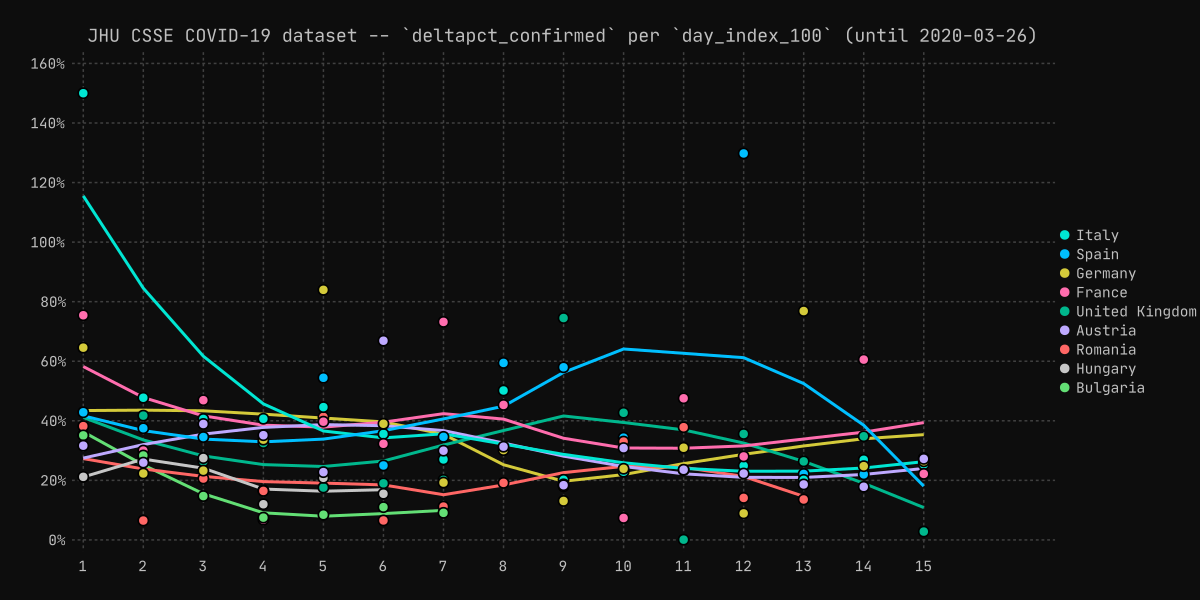 JHU CSSE COVID-19 dataset -- `deltapct_confirmed` per `day_index_100` (until 2020-03-26)
160%
140%
120%
100%
80%
60%
40%
20%
0%
1 2 3 4 5 6 7 8 9 10 11 12 13 14 15
Italy
Spain
Germany
France
United Kingdom
Austria
Romania
Hungary
Bulgaria